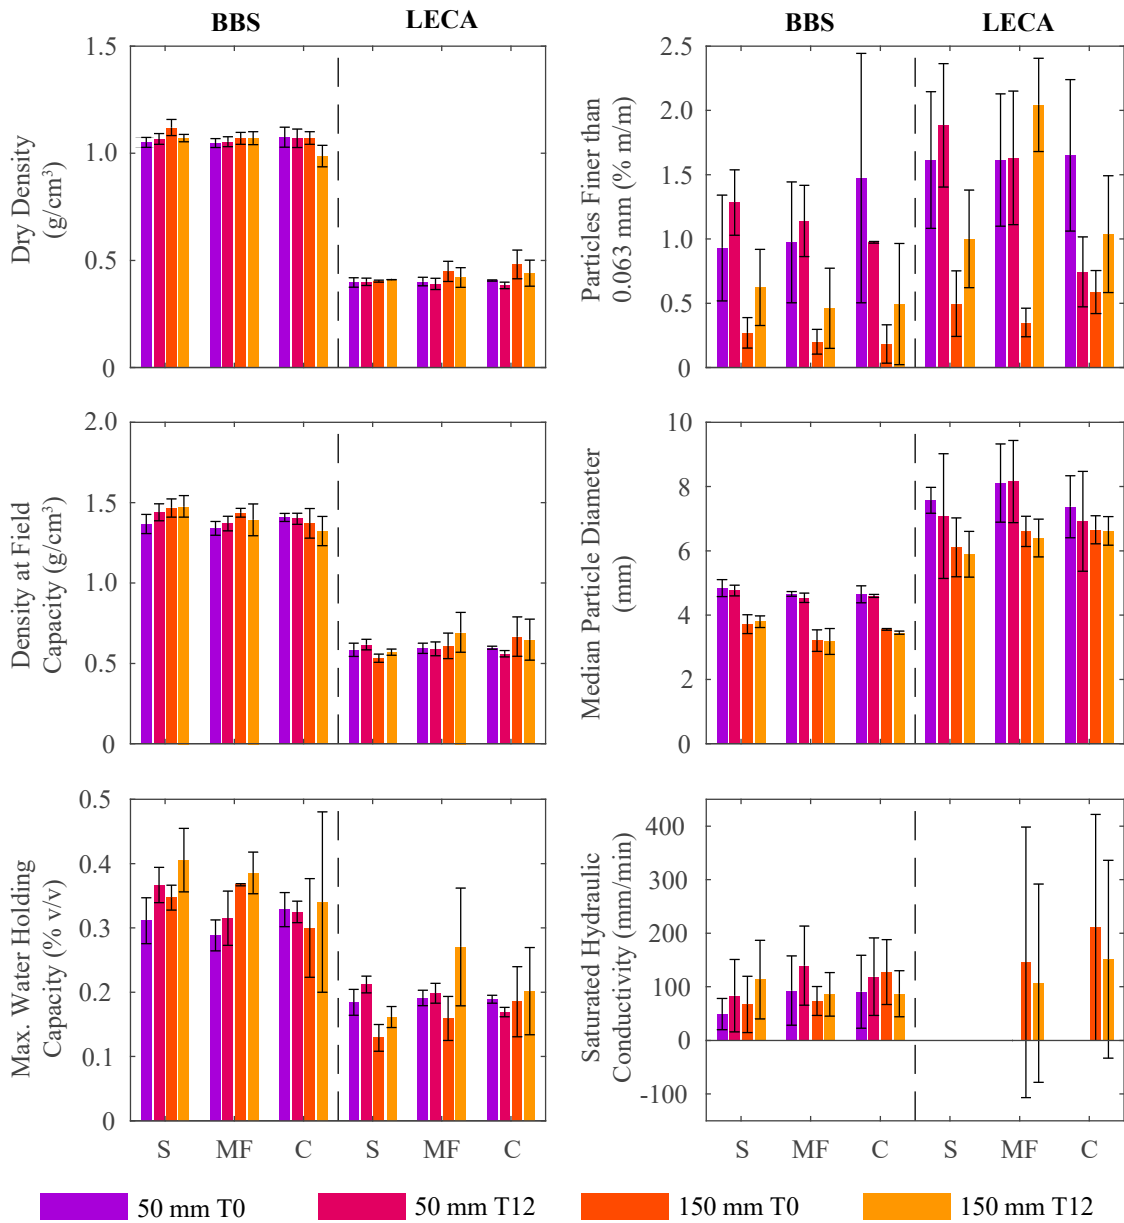 BBS LECA BBS LECA
Dry Density
(g/cm³)
1.5
1.0
0.5
0
Particles Finer than
0.063 mm (% m/m)
2.5
2.0
1.5
1.0
0.5
0
Density at Field
Capacity (g/cm³)
2.0
1.5
1.0
0.5
0
Median Particle Diameter
(mm)
10
8
6
4
2
0
Max. Water Holding
Capacity (% v/v)
0.5
0.4
0.3
0.2
0.1
0
S MF C S MF C
Saturated Hydraulic
Conductivity (mm/min)
400
300
200
100
0
-100
S MF C S MF C
50 mm T0 50 mm T12 150 mm T0 150 mm T12